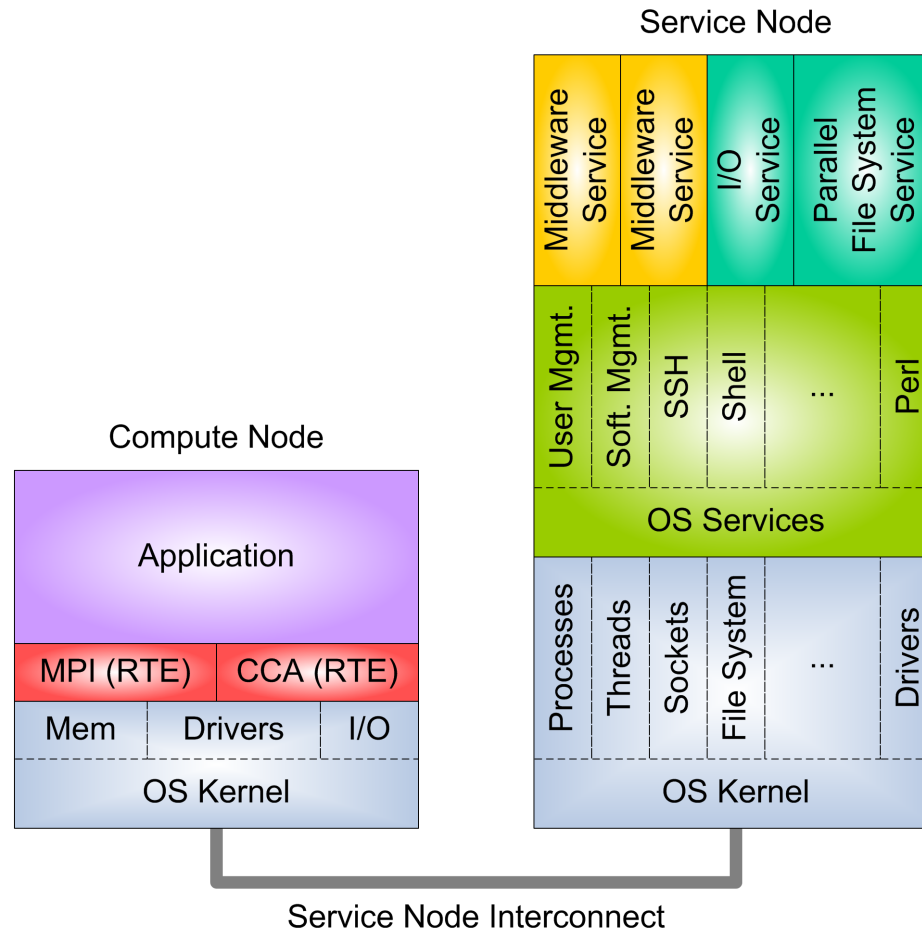 Service Node
Middleware
Service
Middleware
Service
I/O
Service
Parallel
File System
Service
User Mgmt.
Soft. Mgmt.
SSH
Shell
...
Perl
OS Services
Processes
Threads
Sockets
File System
...
Drivers
OS Kernel
Compute Node
Application
MPI (RTE)
CCA (RTE)
Mem
Drivers
I/O
OS Kernel
Service Node Interconnect